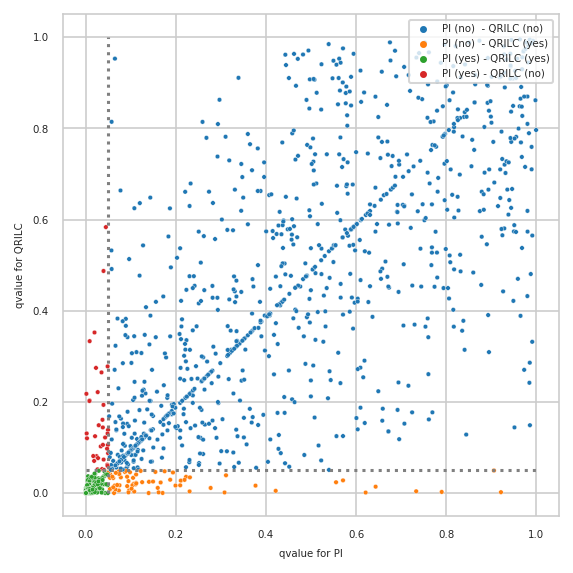 PI (no) - QRILC (no)
PI (no) - QRILC (yes)
PI (yes) - QRILC (yes)
PI (yes) - QRILC (no)
1.0
0.8
0.6
0.4
0.2
0.0
qvalue for QRILC
0.0 0.2 0.4 0.6 0.8 1.0
qvalue for PI